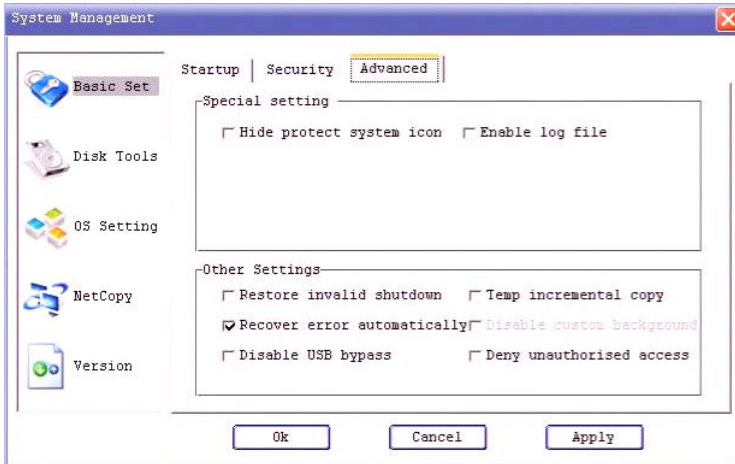 System Management
Basic Set
Disk Tools
OS Setting
NetCopy
Version
Startup Security Advanced
Special setting
Hide protect system icon Enable log file
Other Settings
Restore invalid shutdown Temp incremental copy
Recover error automatically Disable custom background
Disable USB bypass Deny unauthorised access
Ok Cancel Apply